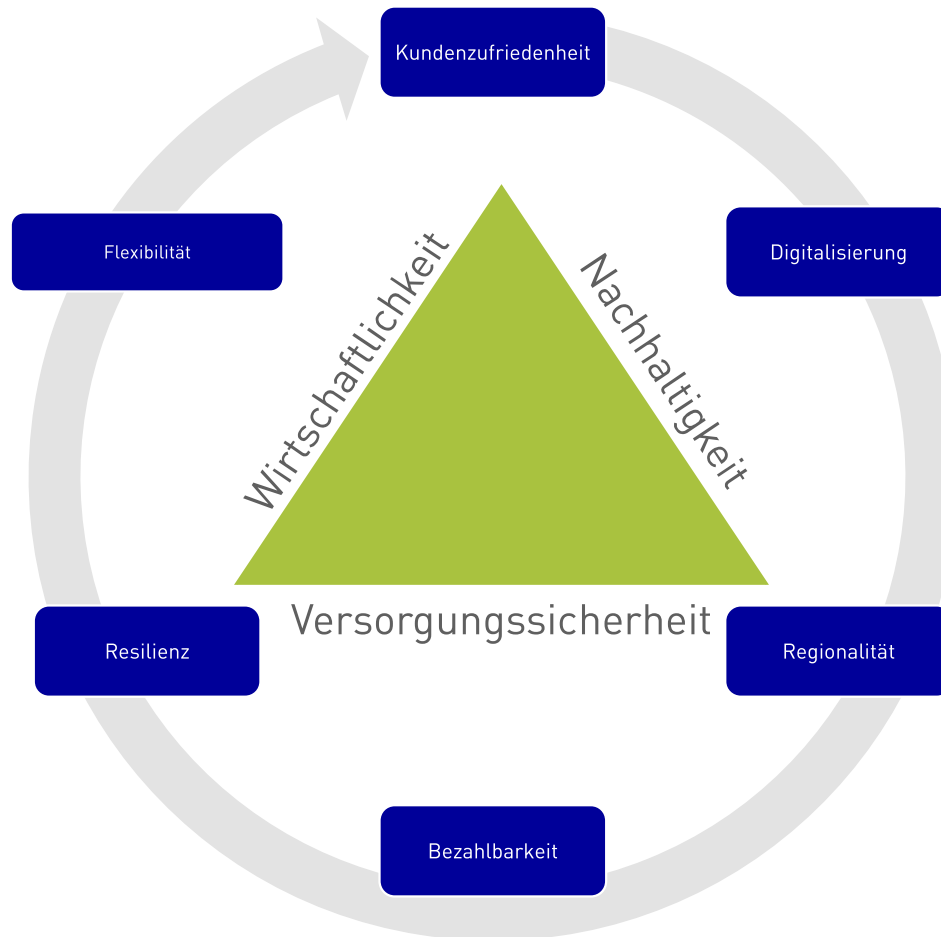 Kundenzufriedenheit
Flexibilität
Digitalisierung
Wirtschaftlichkeit
Nachhaltigkeit
Versorgungssicherheit
Resilienz
Regionalität
Bezahlbarkeit